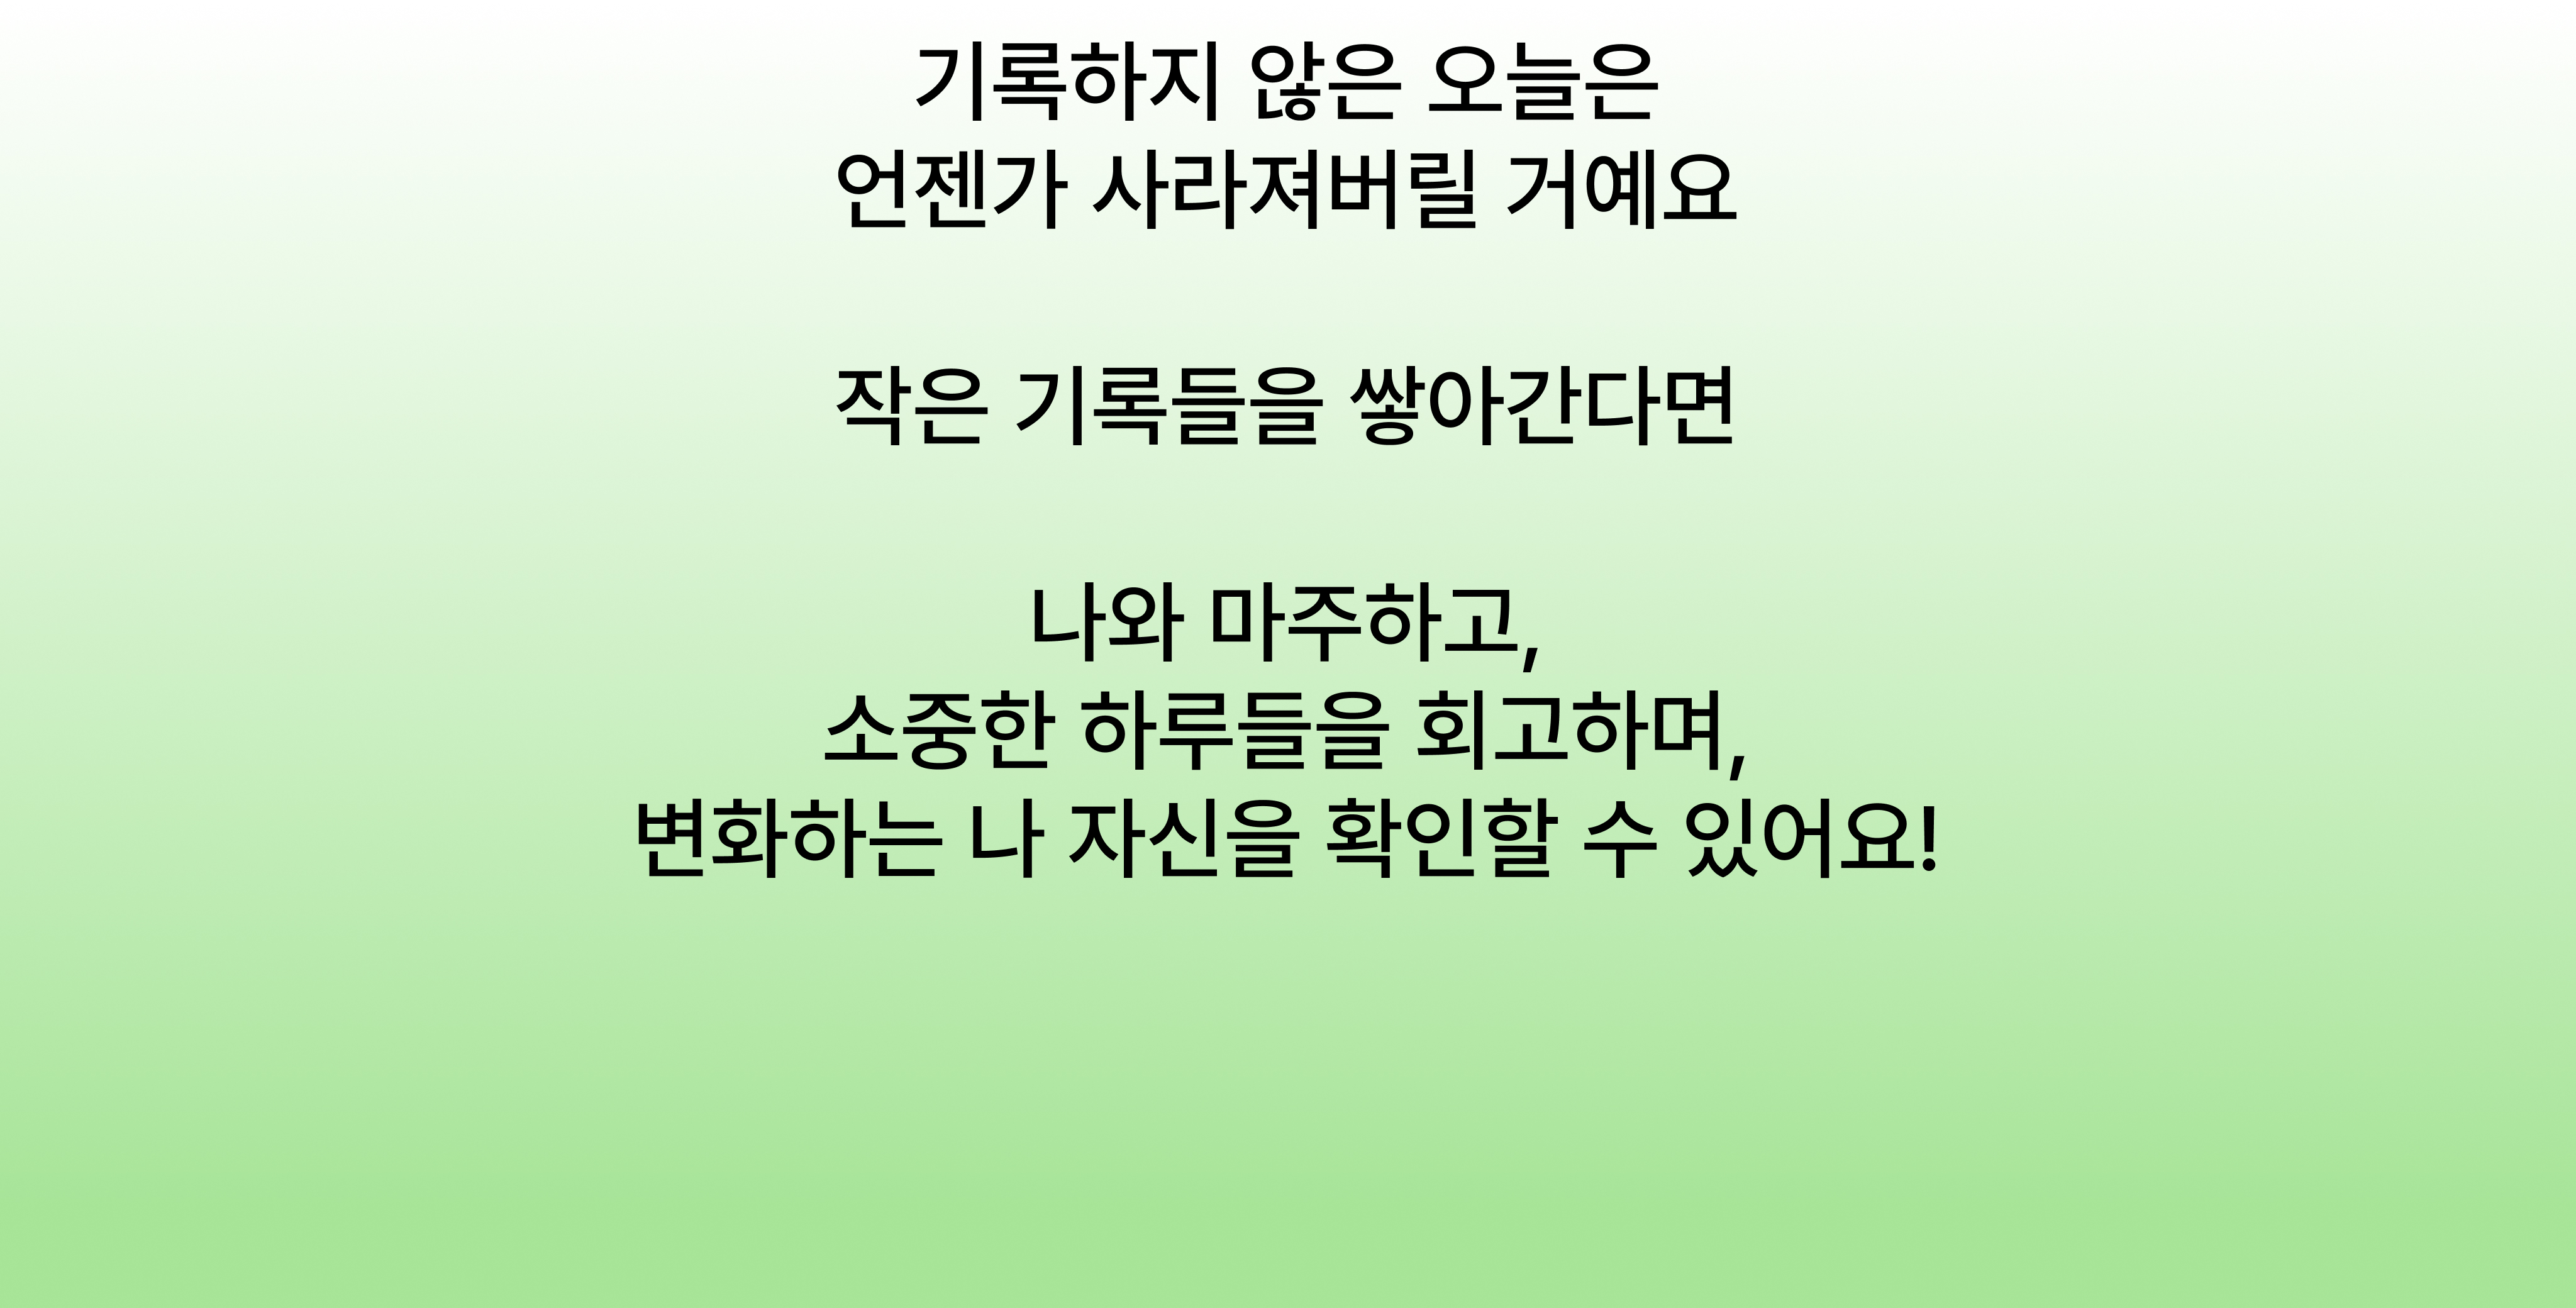 기록하지 않은 오늘은
언젠가 사라져버릴 거예요
작은 기록들을 쌓아간다면
나와 마주하고,
소중한 하루들을 회고하며,
변화하는 나 자신을 확인할 수 있어요!